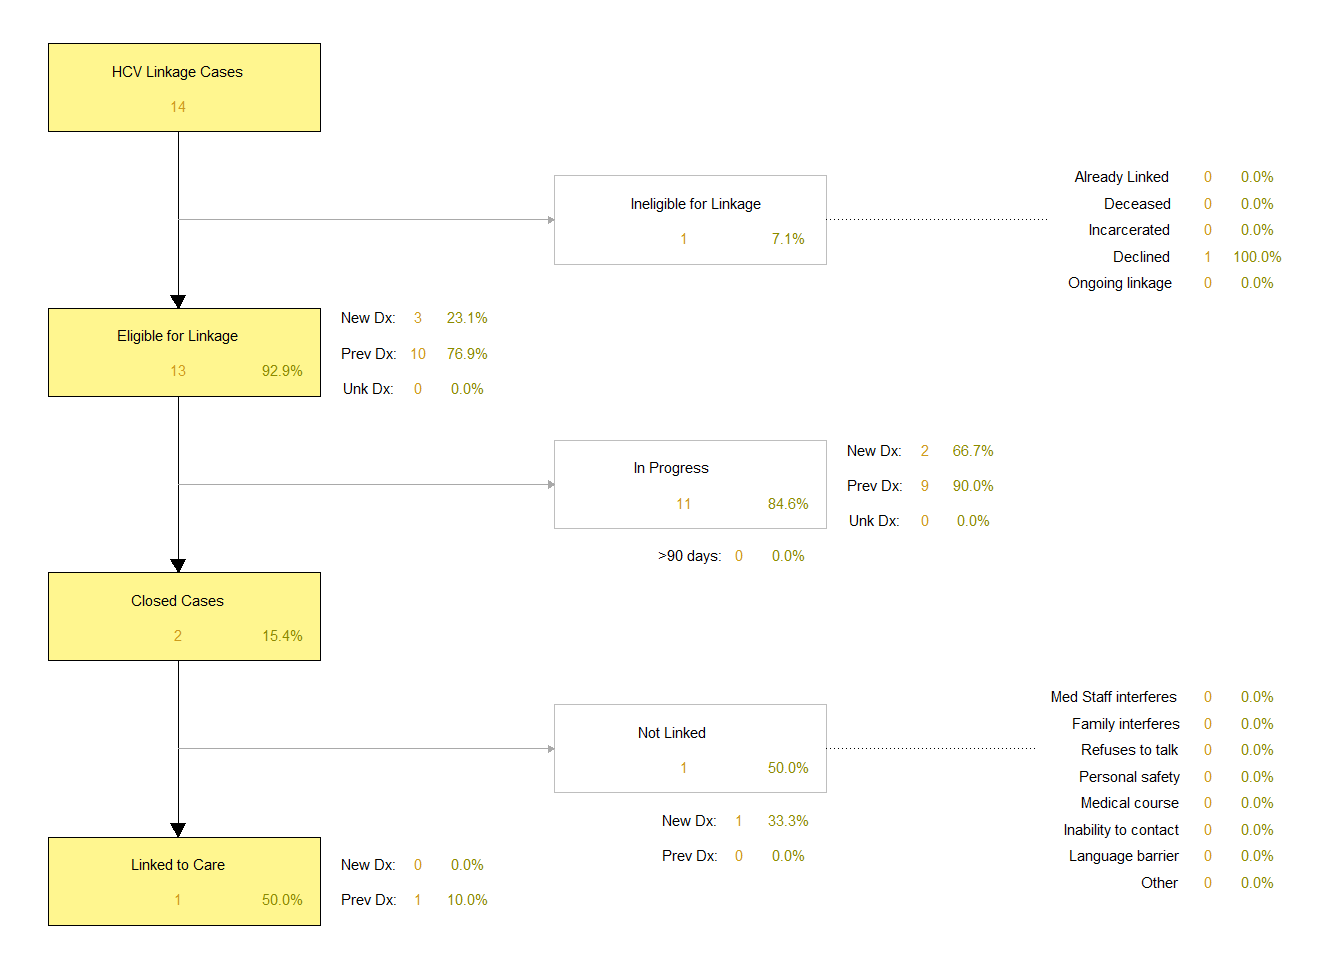 HCV Linkage Cases
14
Ineligible for Linkage
1 7.1%
Already Linked 0 0.0%
Deceased 0 0.0%
Incarcerated 0 0.0%
Declined 1 100.0%
Ongoing linkage 0 0.0%
Eligible for Linkage
13 92.9%
New Dx: 3 23.1%
Prev Dx: 10 76.9%
Unk Dx: 0 0.0%
In Progress
11 84.6%
New Dx: 2 66.7%
Prev Dx: 9 90.0%
Unk Dx: 0 0.0%
>90 days: 0 0.0%
Closed Cases
2 15.4%
Not Linked
1 50.0%
New Dx: 1 33.3%
Prev Dx: 0 0.0%
Med Staff interferes 0 0.0%
Family interferes 0 0.0%
Refuses to talk 0 0.0%
Personal safety 0 0.0%
Medical course 0 0.0%
Inability to contact 0 0.0%
Language barrier 0 0.0%
Other 0 0.0%
Linked to Care
1 50.0%
New Dx: 0 0.0%
Prev Dx: 1 10.0%